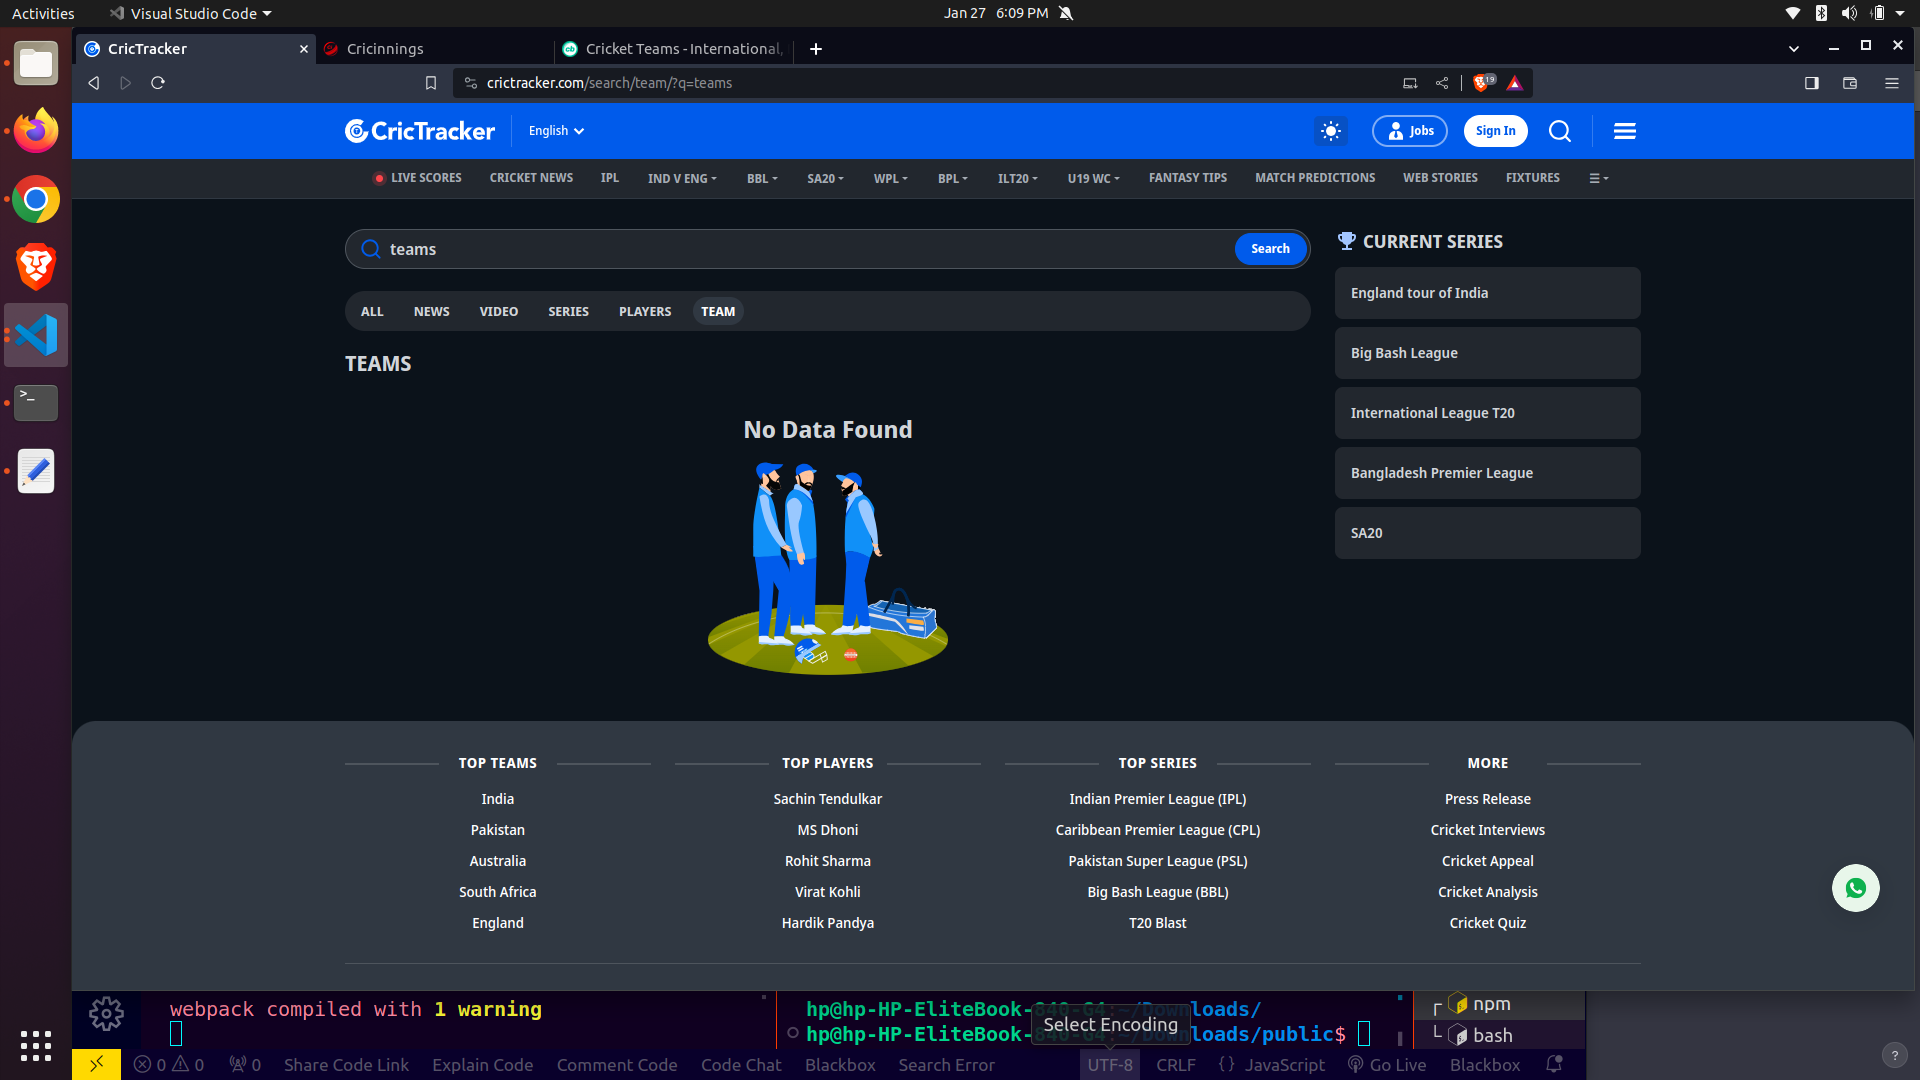 Activities
Visual Studio Code
Jan 27 6:09 PM
CricTracker
Cricinnings
Cricket Teams - International,
crictracker.com/search/team/?q=teams
19
CricTracker
English
Jobs
Sign In
LIVE SCORES
CRICKET NEWS
IPL
IND V ENG
BBL
SA20
WPL
BPL
ILT20
U19 WC
FANTASY TIPS
MATCH PREDICTIONS
WEB STORIES
FIXTURES
teams
Search
ALL
NEWS
VIDEO
SERIES
PLAYERS
TEAM
TEAMS
No Data Found
CURRENT SERIES
England tour of India
Big Bash League
International League T20
Bangladesh Premier League
SA20
TOP TEAMS
India
Pakistan
Australia
South Africa
England
TOP PLAYERS
Sachin Tendulkar
MS Dhoni
Rohit Sharma
Virat Kohli
Hardik Pandya
TOP SERIES
Indian Premier League (IPL)
Caribbean Premier League (CPL)
Pakistan Super League (PSL)
Big Bash League (BBL)
T20 Blast
MORE
Press Release
Cricket Interviews
Cricket Appeal
Cricket Analysis
Cricket Quiz
webpack compiled with 1 warning
hp@hp-HP-EliteBook-840-G4:~/Downloads/
hp@hp-HP-EliteBook-840-G4:~/Downloads/public$
Select Encoding
npm
bash
0 0
0
Share Code Link
Explain Code
Comment Code
Code Chat
Blackbox
Search Error
UTF-8
CRLF
{ } JavaScript
Go Live
Blackbox
?